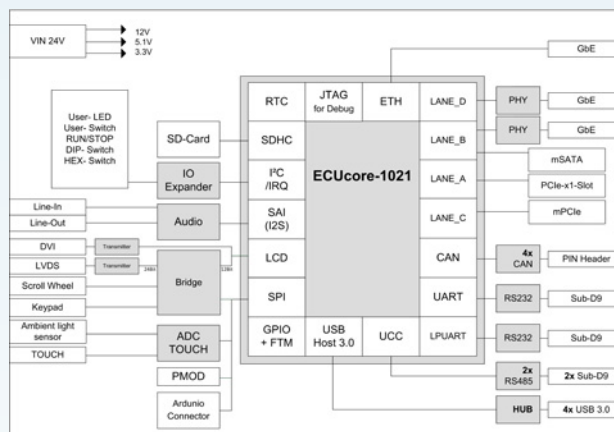 VIN 24V
12V
5.1V
3.3V
User- LED
User- Switch
RUN/STOP
DIP- Switch
HEX- Switch
SD-Card
IO
Expander
Line-In
Line-Out
Audio
DVI
Transmitter
LVDS
Transmitter
24Bit
12Bit
Bridge
Scroll Wheel
Keypad
Ambient light
sensor
TOUCH
ADC
TOUCH
PMOD
Ardunio
Connector
RTC
JTAG
for Debug
ETH
LANE_D
SDHC
LANE_B
I²C
/IRQ
ECUcore-1021
LANE_A
SAI
(I2S)
LANE_C
LCD
CAN
SPI
UART
GPIO
+ FTM
USB
Host 3.0
UCC
LPUART
GbE
PHY
GbE
PHY
GbE
mSATA
PCIe-x1-Slot
mPCIe
4x
CAN
PIN Header
RS232
Sub-D9
RS232
Sub-D9
2x
RS485
2x Sub-D9
HUB
4x USB 3.0